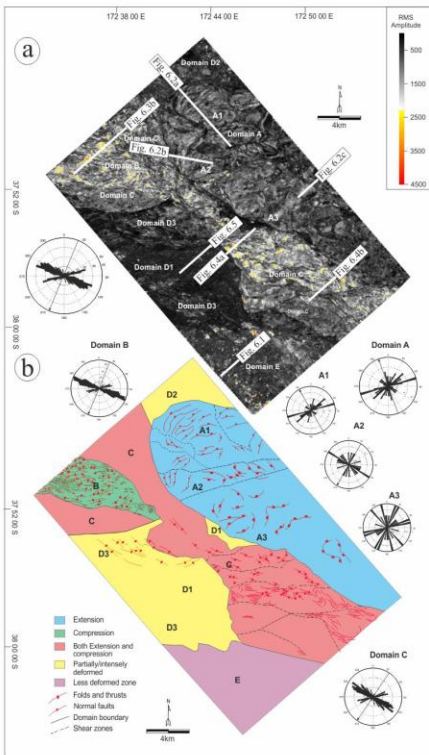 172 38 00 E
172 44 00 E
172 50 00 E
a
RMS
Amplitude
500
1500
2500
3500
4500
N
4km
37 52 00 S
38 00 00 S
Domain D2
Fig. 6.2a
Fig. 6.3b
A1
Domain A
Domain C
Fig. 6.2b
Domain B
A2
Fig. 6.2c
Domain C
Domain D3
A3
Fig. 6.5
Domain D1
Fig. 6.4a
Domain C
Fig. 6.4b
Domain D3
Fig. 6.1
Domain E
b
Domain B
Domain A
A1
A2
A3
Domain C
D2
A1
C
B
A2
C
D1
A3
D3
C
D1
D3
E
37 52 00 S
38 00 00 S
Extension
Compression
Both Extension and
compression
Partially/intensely
deformed
Less deformed zone
Folds and thrusts
Normal faults
Domain boundary
Shear zones
N
4km